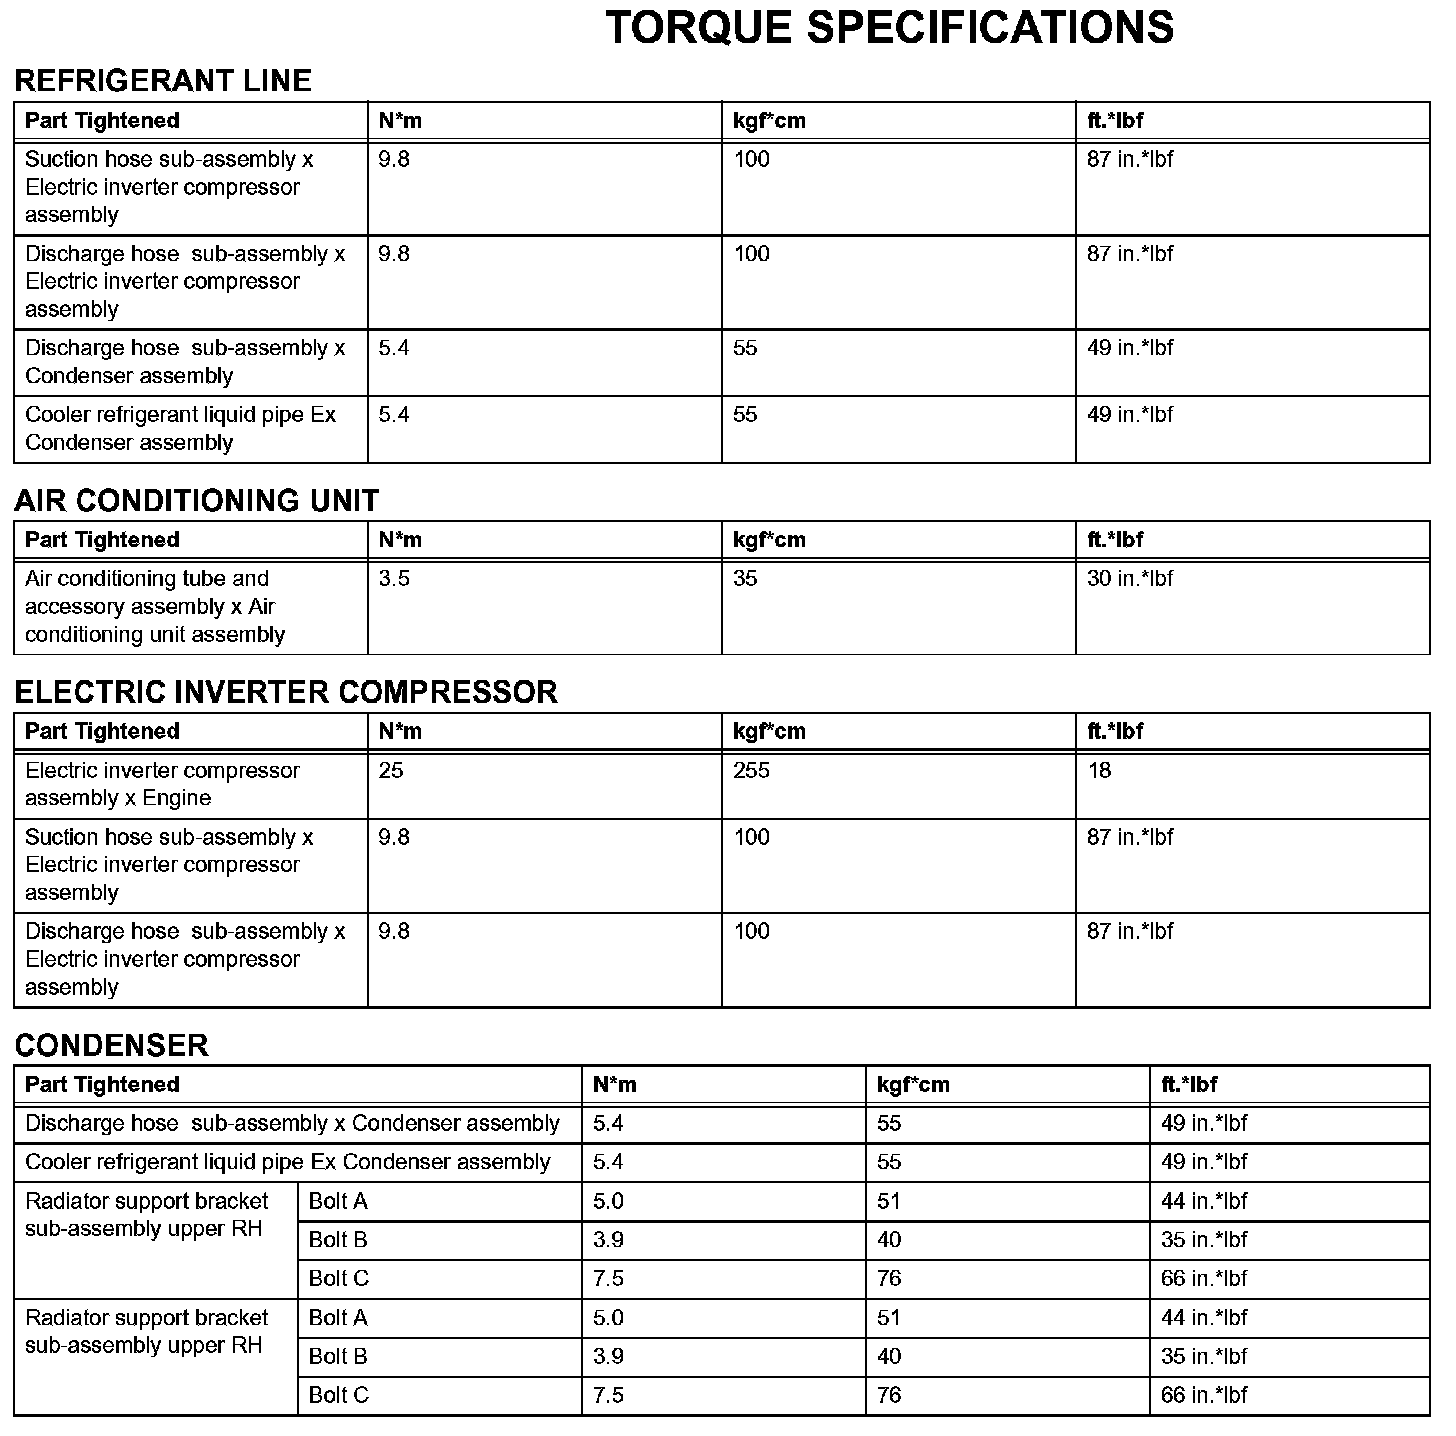 TORQUE SPECIFICATIONS
REFRIGERANT LINE
Part Tightened N*m kgf*cm ft.*lbf
Suction hose sub-assembly x 9.8 100 87 in.*lbf
Electric inverter compressor
assembly
Discharge hose sub-assembly x 9.8 100 87 in.*lbf
Electric inverter compressor
assembly
Discharge hose sub-assembly x 5.4 55 49 in.*lbf
Condenser assembly
Cooler refrigerant liquid pipe Ex 5.4 55 49 in.*lbf
Condenser assembly
AIR CONDITIONING UNIT
Part Tightened N*m kgf*cm ft.*lbf
Air conditioning tube and 3.5 35 30 in.*lbf
accessory assembly x Air
conditioning unit assembly
ELECTRIC INVERTER COMPRESSOR
Part Tightened N*m kgf*cm ft.*lbf
Electric inverter compressor 25 255 18
assembly x Engine
Suction hose sub-assembly x 9.8 100 87 in.*lbf
Electric inverter compressor
assembly
Discharge hose sub-assembly x 9.8 100 87 in.*lbf
Electric inverter compressor
assembly
CONDENSER
Part Tightened N*m kgf*cm ft.*lbf
Discharge hose sub-assembly x Condenser assembly 5.4 55 49 in.*lbf
Cooler refrigerant liquid pipe Ex Condenser assembly 5.4 55 49 in.*lbf
Radiator support bracket Bolt A 5.0 51 44 in.*lbf
sub-assembly upper RH
Bolt B 3.9 40 35 in.*lbf
Bolt C 7.5 76 66 in.*lbf
Radiator support bracket Bolt A 5.0 51 44 in.*lbf
sub-assembly upper RH
Bolt B 3.9 40 35 in.*lbf
Bolt C 7.5 76 66 in.*lbf